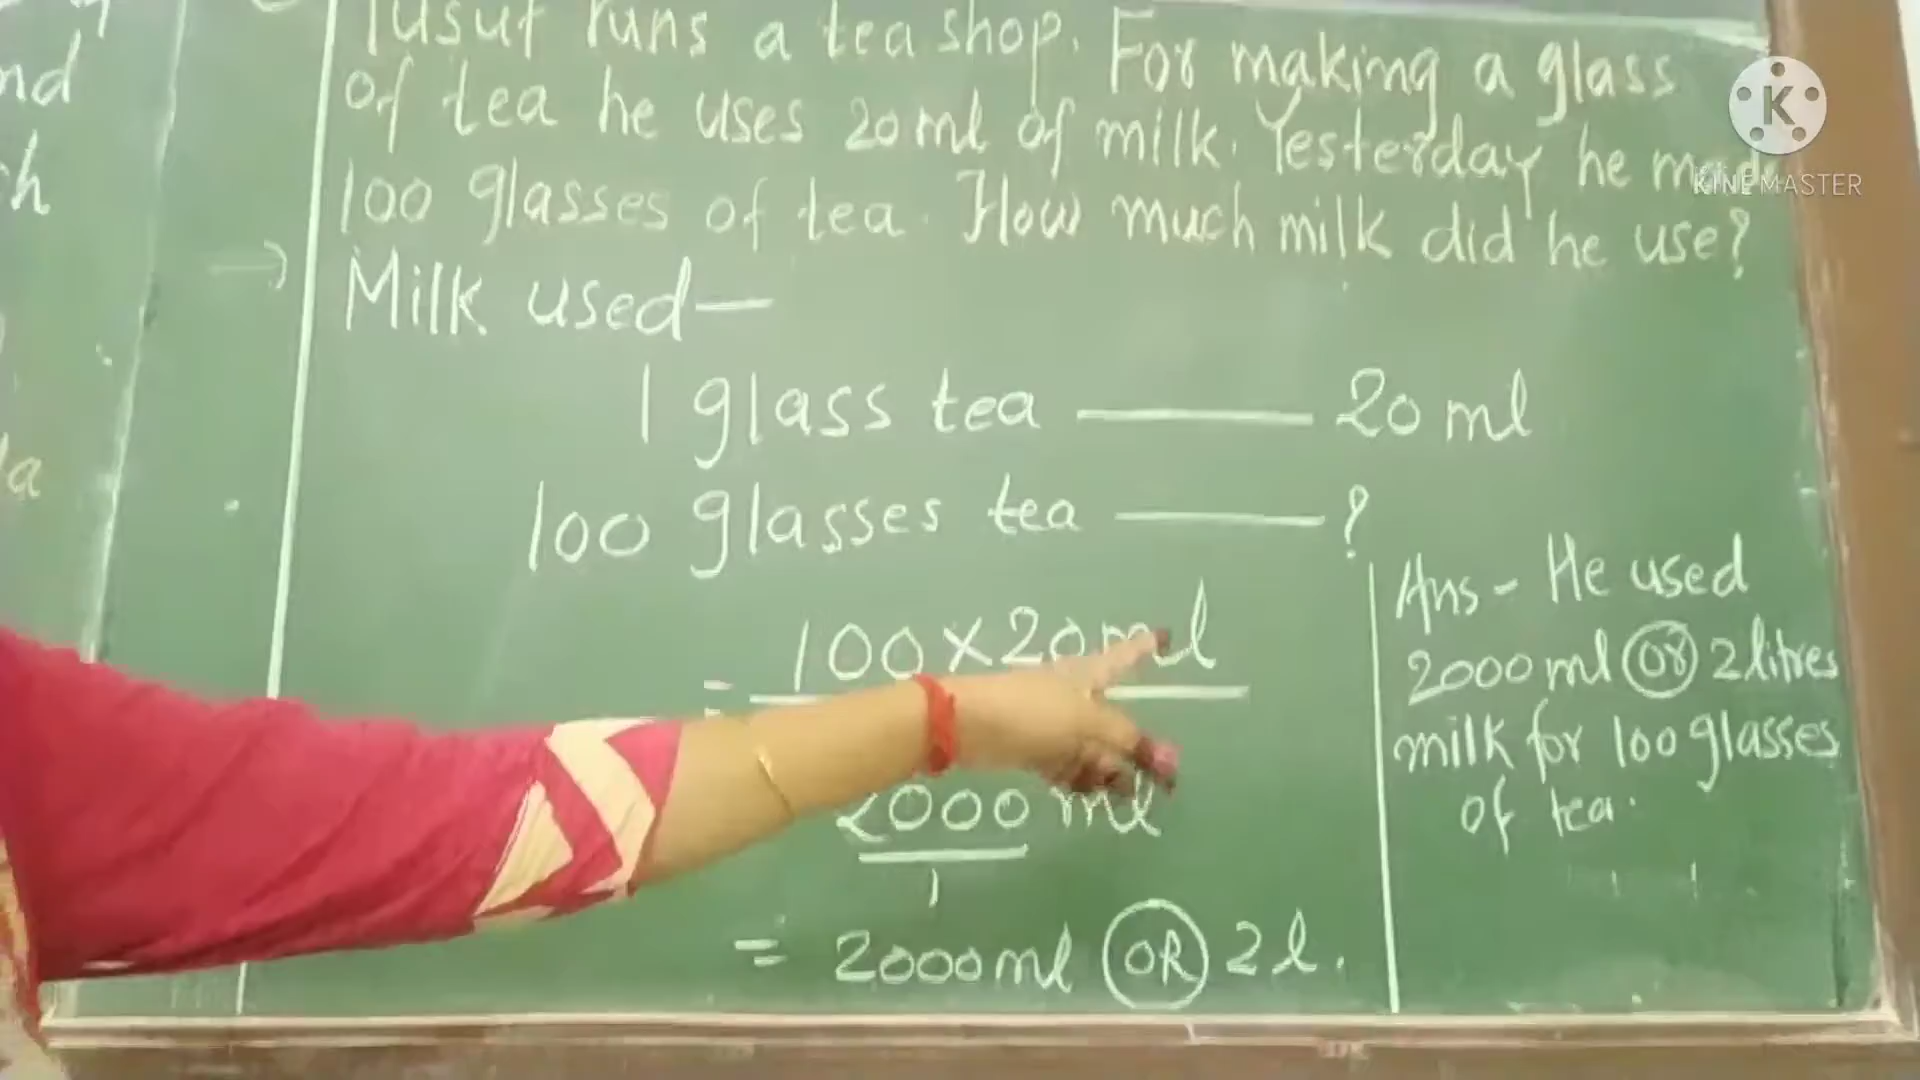 nd
Yusuf runs a tea shop. For making a glass
of tea he uses 20 ml of milk. Yesterday he made
100 glasses of tea. How much milk did he use?
KINEMASTER
→ Milk used—
1 glass tea —— 20 ml
100 glasses tea —— ?
= 100 × 20 ml
2000 ml
1
= 2000 ml OR 2 l.
Ans - He used
2000 ml OR 2 litres
milk for 100 glasses
of tea.